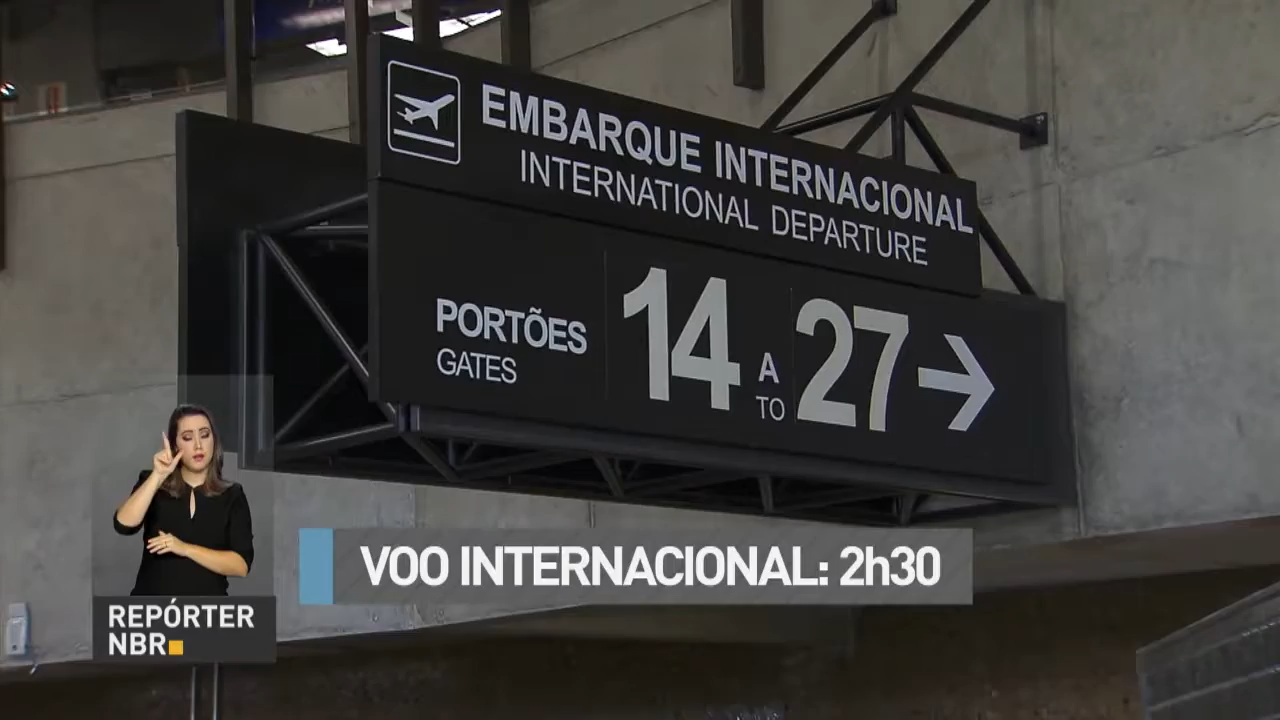 EMBARQUE INTERNACIONAL
INTERNATIONAL DEPARTURE
PORTÕES
GATES
14 A TO 27
VOO INTERNACIONAL: 2h30
REPÓRTER
NBR